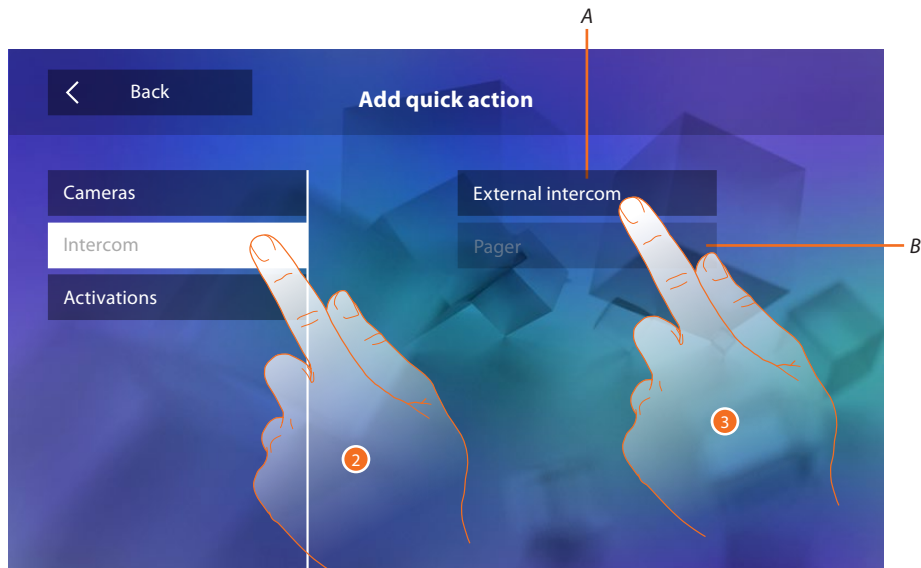 A
Back
Add quick action
Cameras
External intercom
Intercom
Pager
B
Activations
3
2